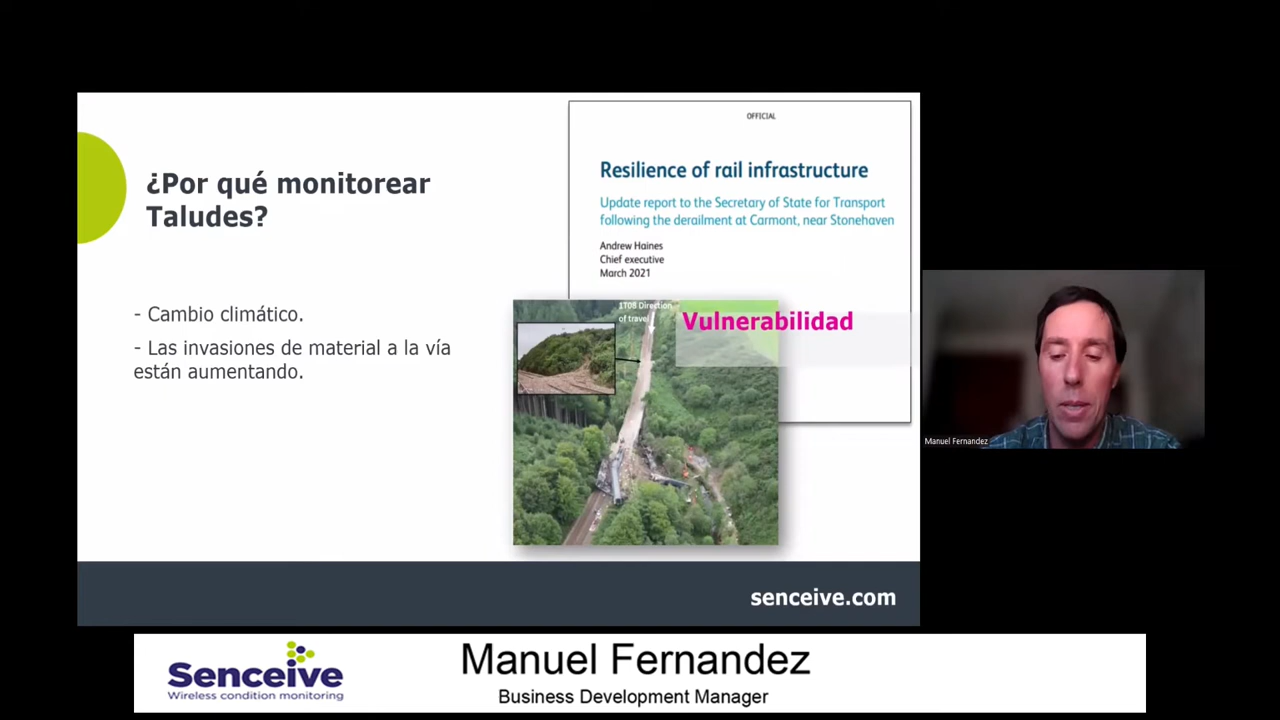 ¿Por qué monitorear
Taludes?
- Cambio climático.
- Las invasiones de material a la vía
están aumentando.
OFFICIAL
Resilience of rail infrastructure
Update report to the Secretary of State for Transport
following the derailment at Carmont, near Stonehaven
Andrew Haines
Chief executive
March 2021
1T08 Direction
of travel
Vulnerabilidad
senceive.com
Manuel Fernandez
Senceive
Wireless condition monitoring
Manuel Fernandez
Business Development Manager